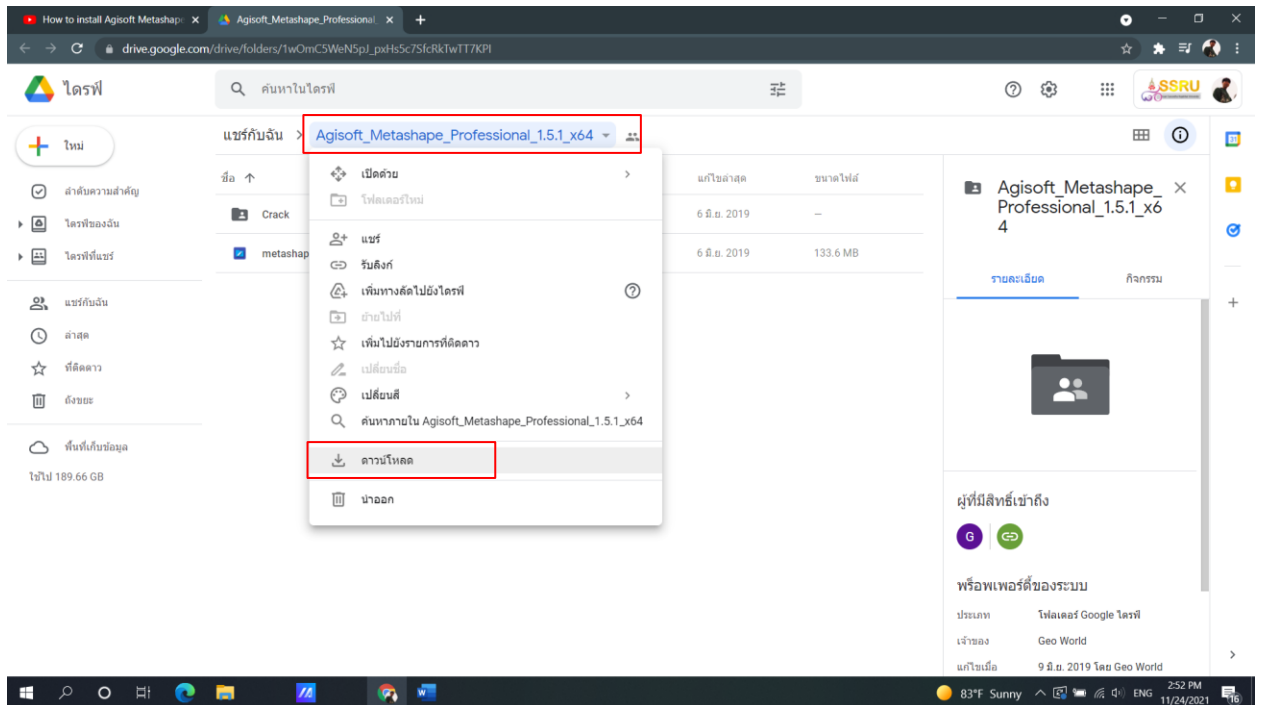 How to install Agisoft Metashap
Agisoft_Metashape_Professional_
drive.google.com/drive/folders/1wOmC5WeN5pJ_pxHs5c7SfcRkTwTT7KPl
ไดรฟ์
ค้นหาในไดรฟ์
SSRU
ใหม่
แชร์กับฉัน > Agisoft_Metashape_Professional_1.5.1_x64
ลำดับความสำคัญ
ไดรฟ์ของฉัน
ไดรฟ์ที่แชร์
แชร์กับฉัน
ล่าสุด
ที่ติดดาว
ถังขยะ
พื้นที่เก็บข้อมูล
ใช้ไป 189.66 GB
ชื่อ
แก้ไขล่าสุด
ขนาดไฟล์
Crack
6 มิ.ย. 2019
–
metashap
6 มิ.ย. 2019
133.6 MB
เปิดด้วย
โฟลเดอร์ใหม่
แชร์
รับลิงก์
เพิ่มทางลัดไปยังไดรฟ์
ย้ายไปที่
เพิ่มไปยังรายการที่ติดดาว
เปลี่ยนชื่อ
เปลี่ยนสี
ค้นหาภายใน Agisoft_Metashape_Professional_1.5.1_x64
ดาวน์โหลด
นำออก
Agisoft_Metashape_
Professional_1.5.1_x6
4
รายละเอียด
กิจกรรม
ผู้ที่มีสิทธิ์เข้าถึง
G
พร็อพเพอร์ตี้ของระบบ
ประเภท โฟลเดอร์ Google ไดรฟ์
เจ้าของ Geo World
แก้ไขเมื่อ 9 มิ.ย. 2019 โดย Geo World
31
83°F Sunny
ENG
2:52 PM
11/24/2021
16